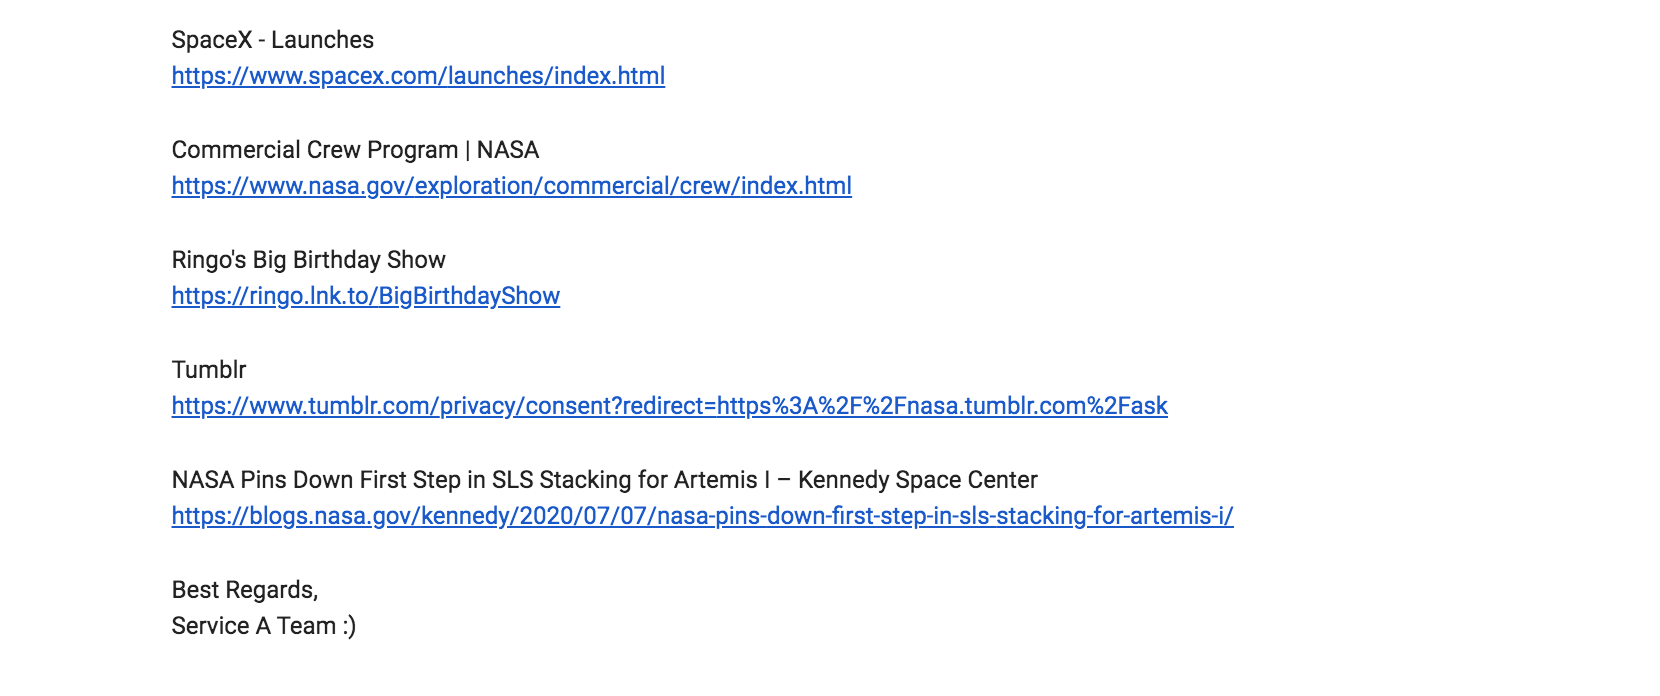 SpaceX - Launches
https://www.spacex.com/launches/index.html
Commercial Crew Program | NASA
https://www.nasa.gov/exploration/commercial/crew/index.html
Ringo's Big Birthday Show
https://ringo.lnk.to/BigBirthdayShow
Tumblr
https://www.tumblr.com/privacy/consent?redirect=https%3A%2F%2Fnasa.tumblr.com%2Fask
NASA Pins Down First Step in SLS Stacking for Artemis I – Kennedy Space Center
https://blogs.nasa.gov/kennedy/2020/07/07/nasa-pins-down-first-step-in-sls-stacking-for-artemis-i/
Best Regards,
Service A Team :)